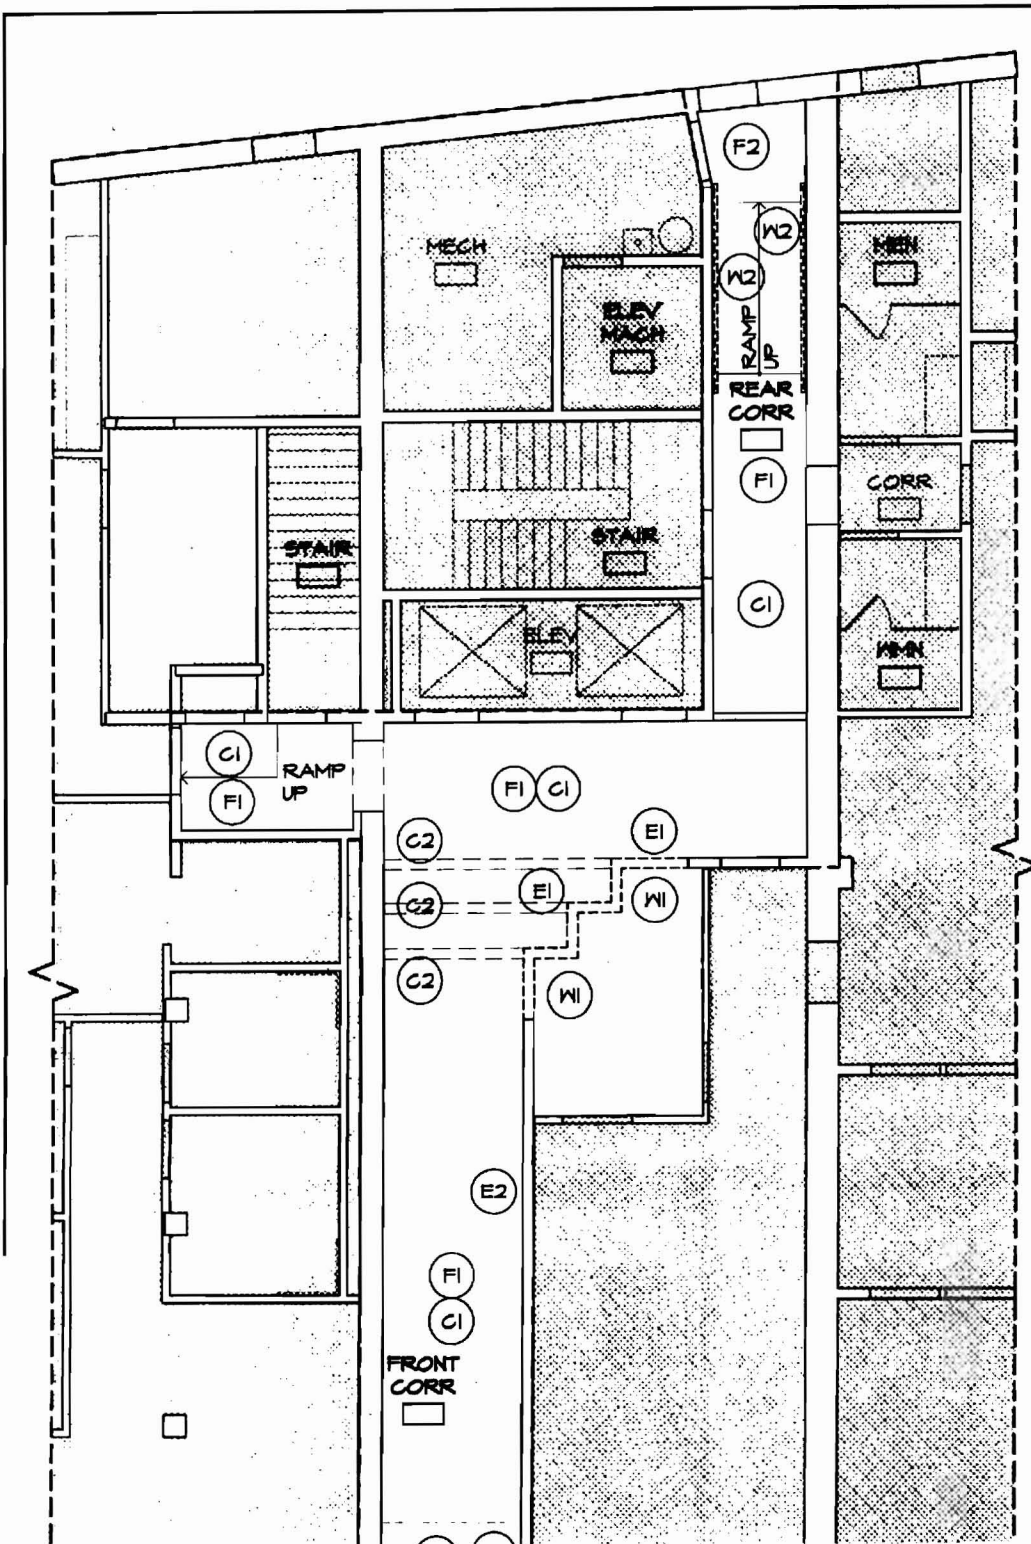 F2
W2
MECH
MEN
W2
ELEV
MACH
RAMP
UP
REAR
CORR
F1
CORR
STAIR
STAIR
C1
ELEV
WMN
C1
RAMP
UP
F1
F1 C1
E1
C2
E1
C2
W1
C2
W1
E2
F1
C1
FRONT
CORR